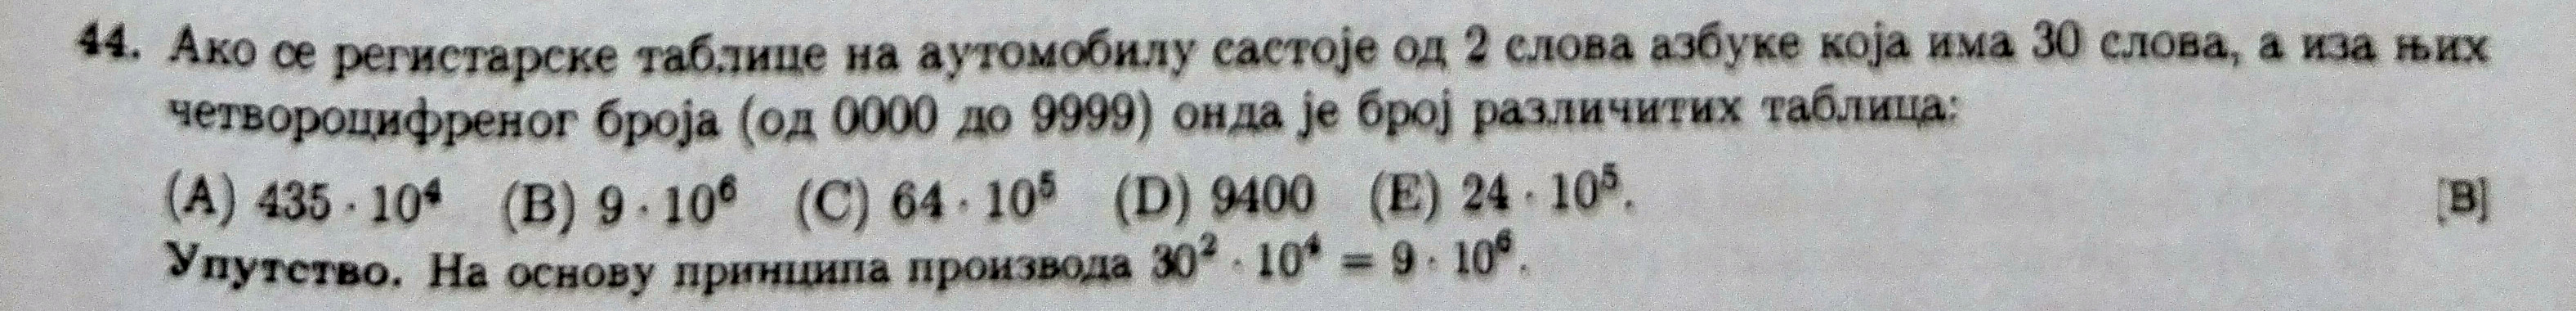 44. Ако се регистарске таблице на аутомобилу састоје од 2 слова азбуке која има 30 слова, а иза њих
четвороцифреног броја (од 0000 до 9999) онда је број различитих таблица:
(A) 435 · 10⁴ (B) 9 · 10⁶ (C) 64 · 10⁵ (D) 9400 (E) 24 · 10⁵. [B]
Упутство. На основу принципа производа 30² · 10⁴ = 9 · 10⁶.